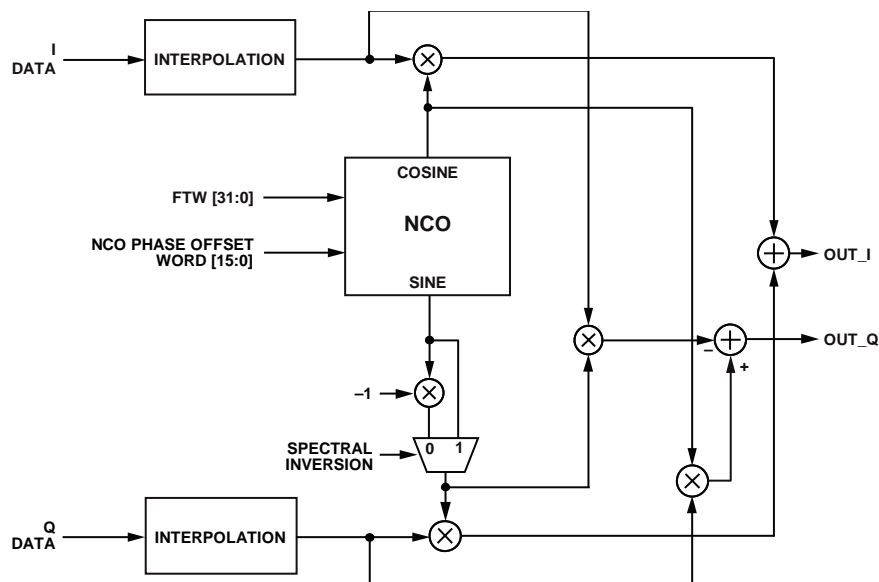 I
DATA
INTERPOLATION
COSINE
FTW [31:0]
NCO
NCO PHASE OFFSET
WORD [15:0]
SINE
OUT_I
OUT_Q
–
+
–1
0 1
SPECTRAL
INVERSION
Q
DATA
INTERPOLATION